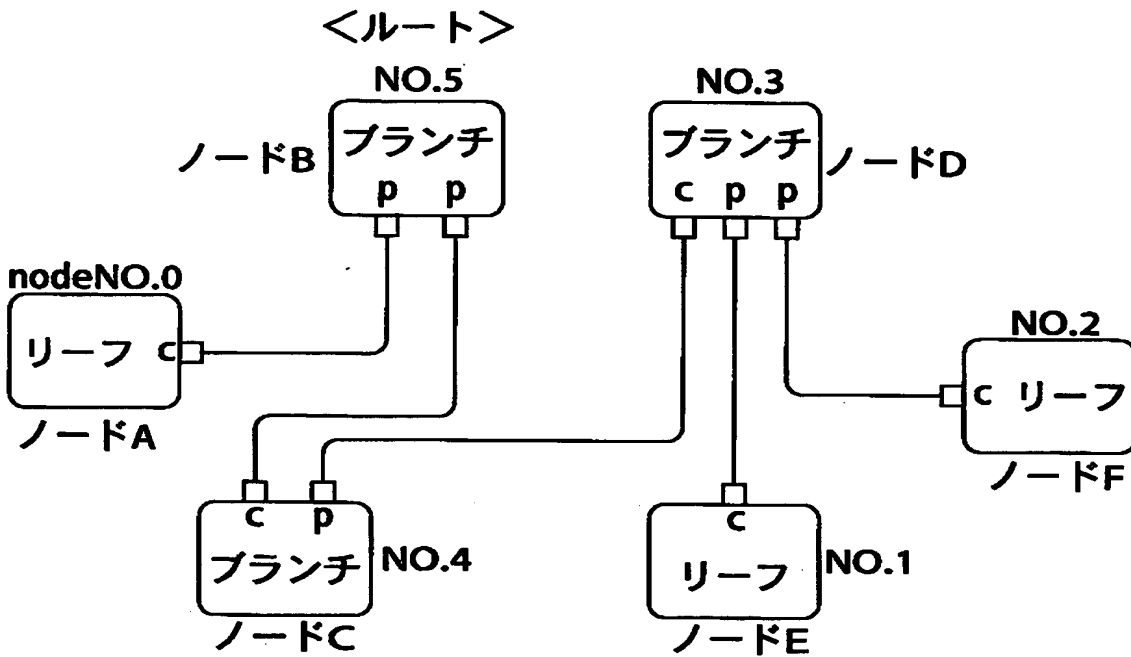 <ルート>
NO.5
ブランチ
ノードB
p p
NO.3
ブランチ
ノードD
c p p
nodeNO.0
リーフ c
ノードA
NO.2
c リーフ
ノードF
c p
ブランチ
NO.4
ノードC
c
リーフ
NO.1
ノードE